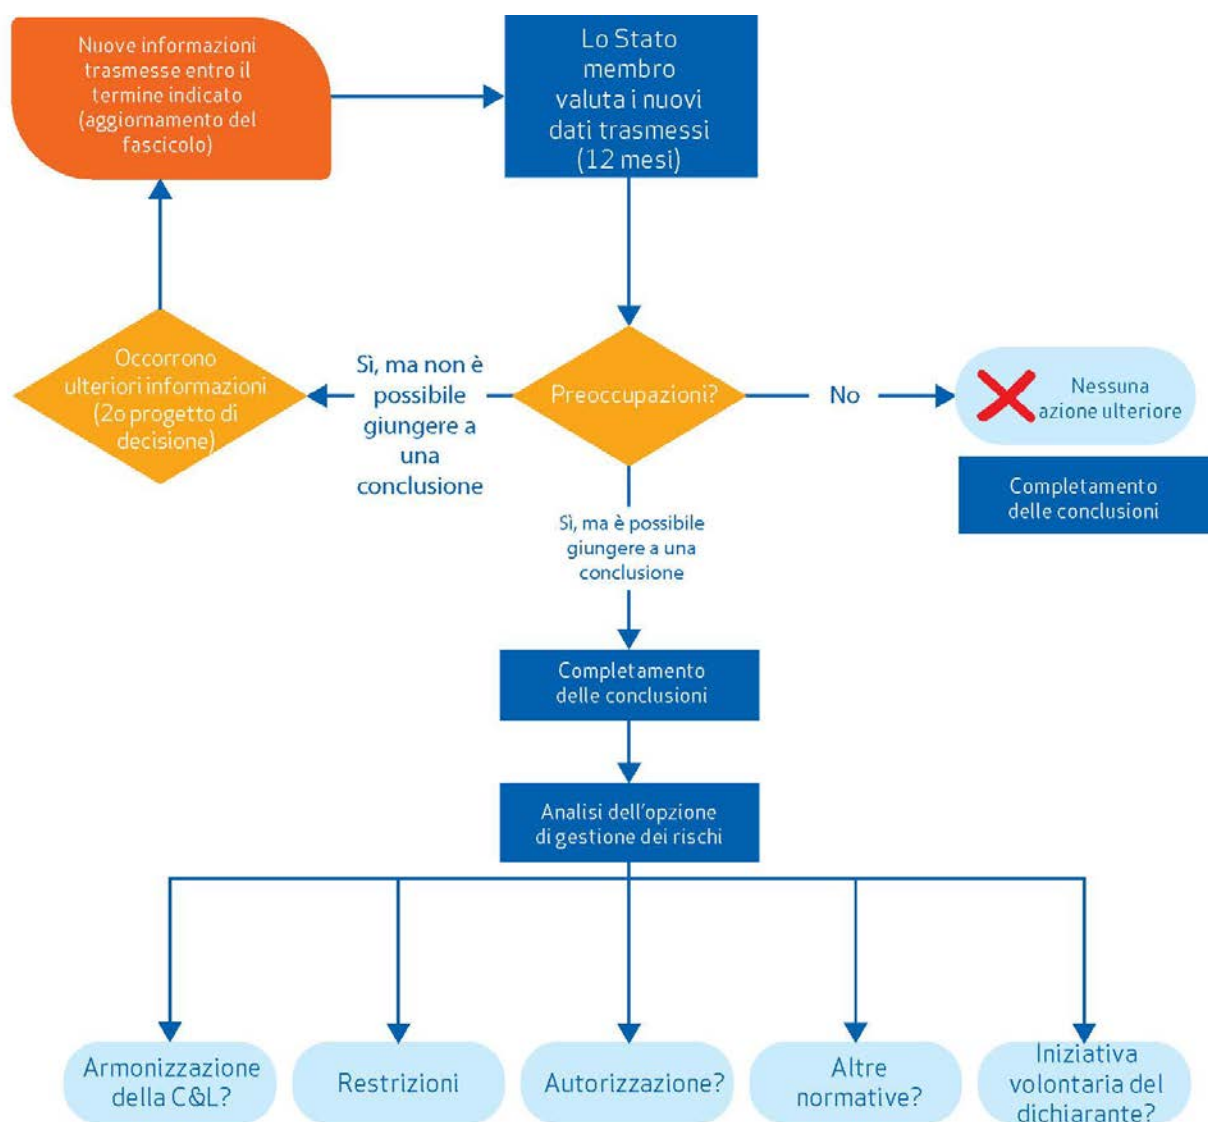 Nuove informazioni
trasmesse entro il
termine indicato
(aggiornamento del
fascicolo)
Lo Stato
membro
valuta i nuovi
dati trasmessi
(12 mesi)
Occorrono
ulteriori informazioni
(2o progetto di
decisione)
Sì, ma non è
possibile
giungere a
una
conclusione
Preoccupazioni?
No
Nessuna
azione ulteriore
Completamento
delle conclusioni
Sì, ma è possibile
giungere a una
conclusione
Completamento
delle conclusioni
Analisi dell'opzione
di gestione dei rischi
Armonizzazione
della C&L?
Restrizioni
Autorizzazione?
Altre
normative?
Iniziativa
volontaria del
dichiarante?